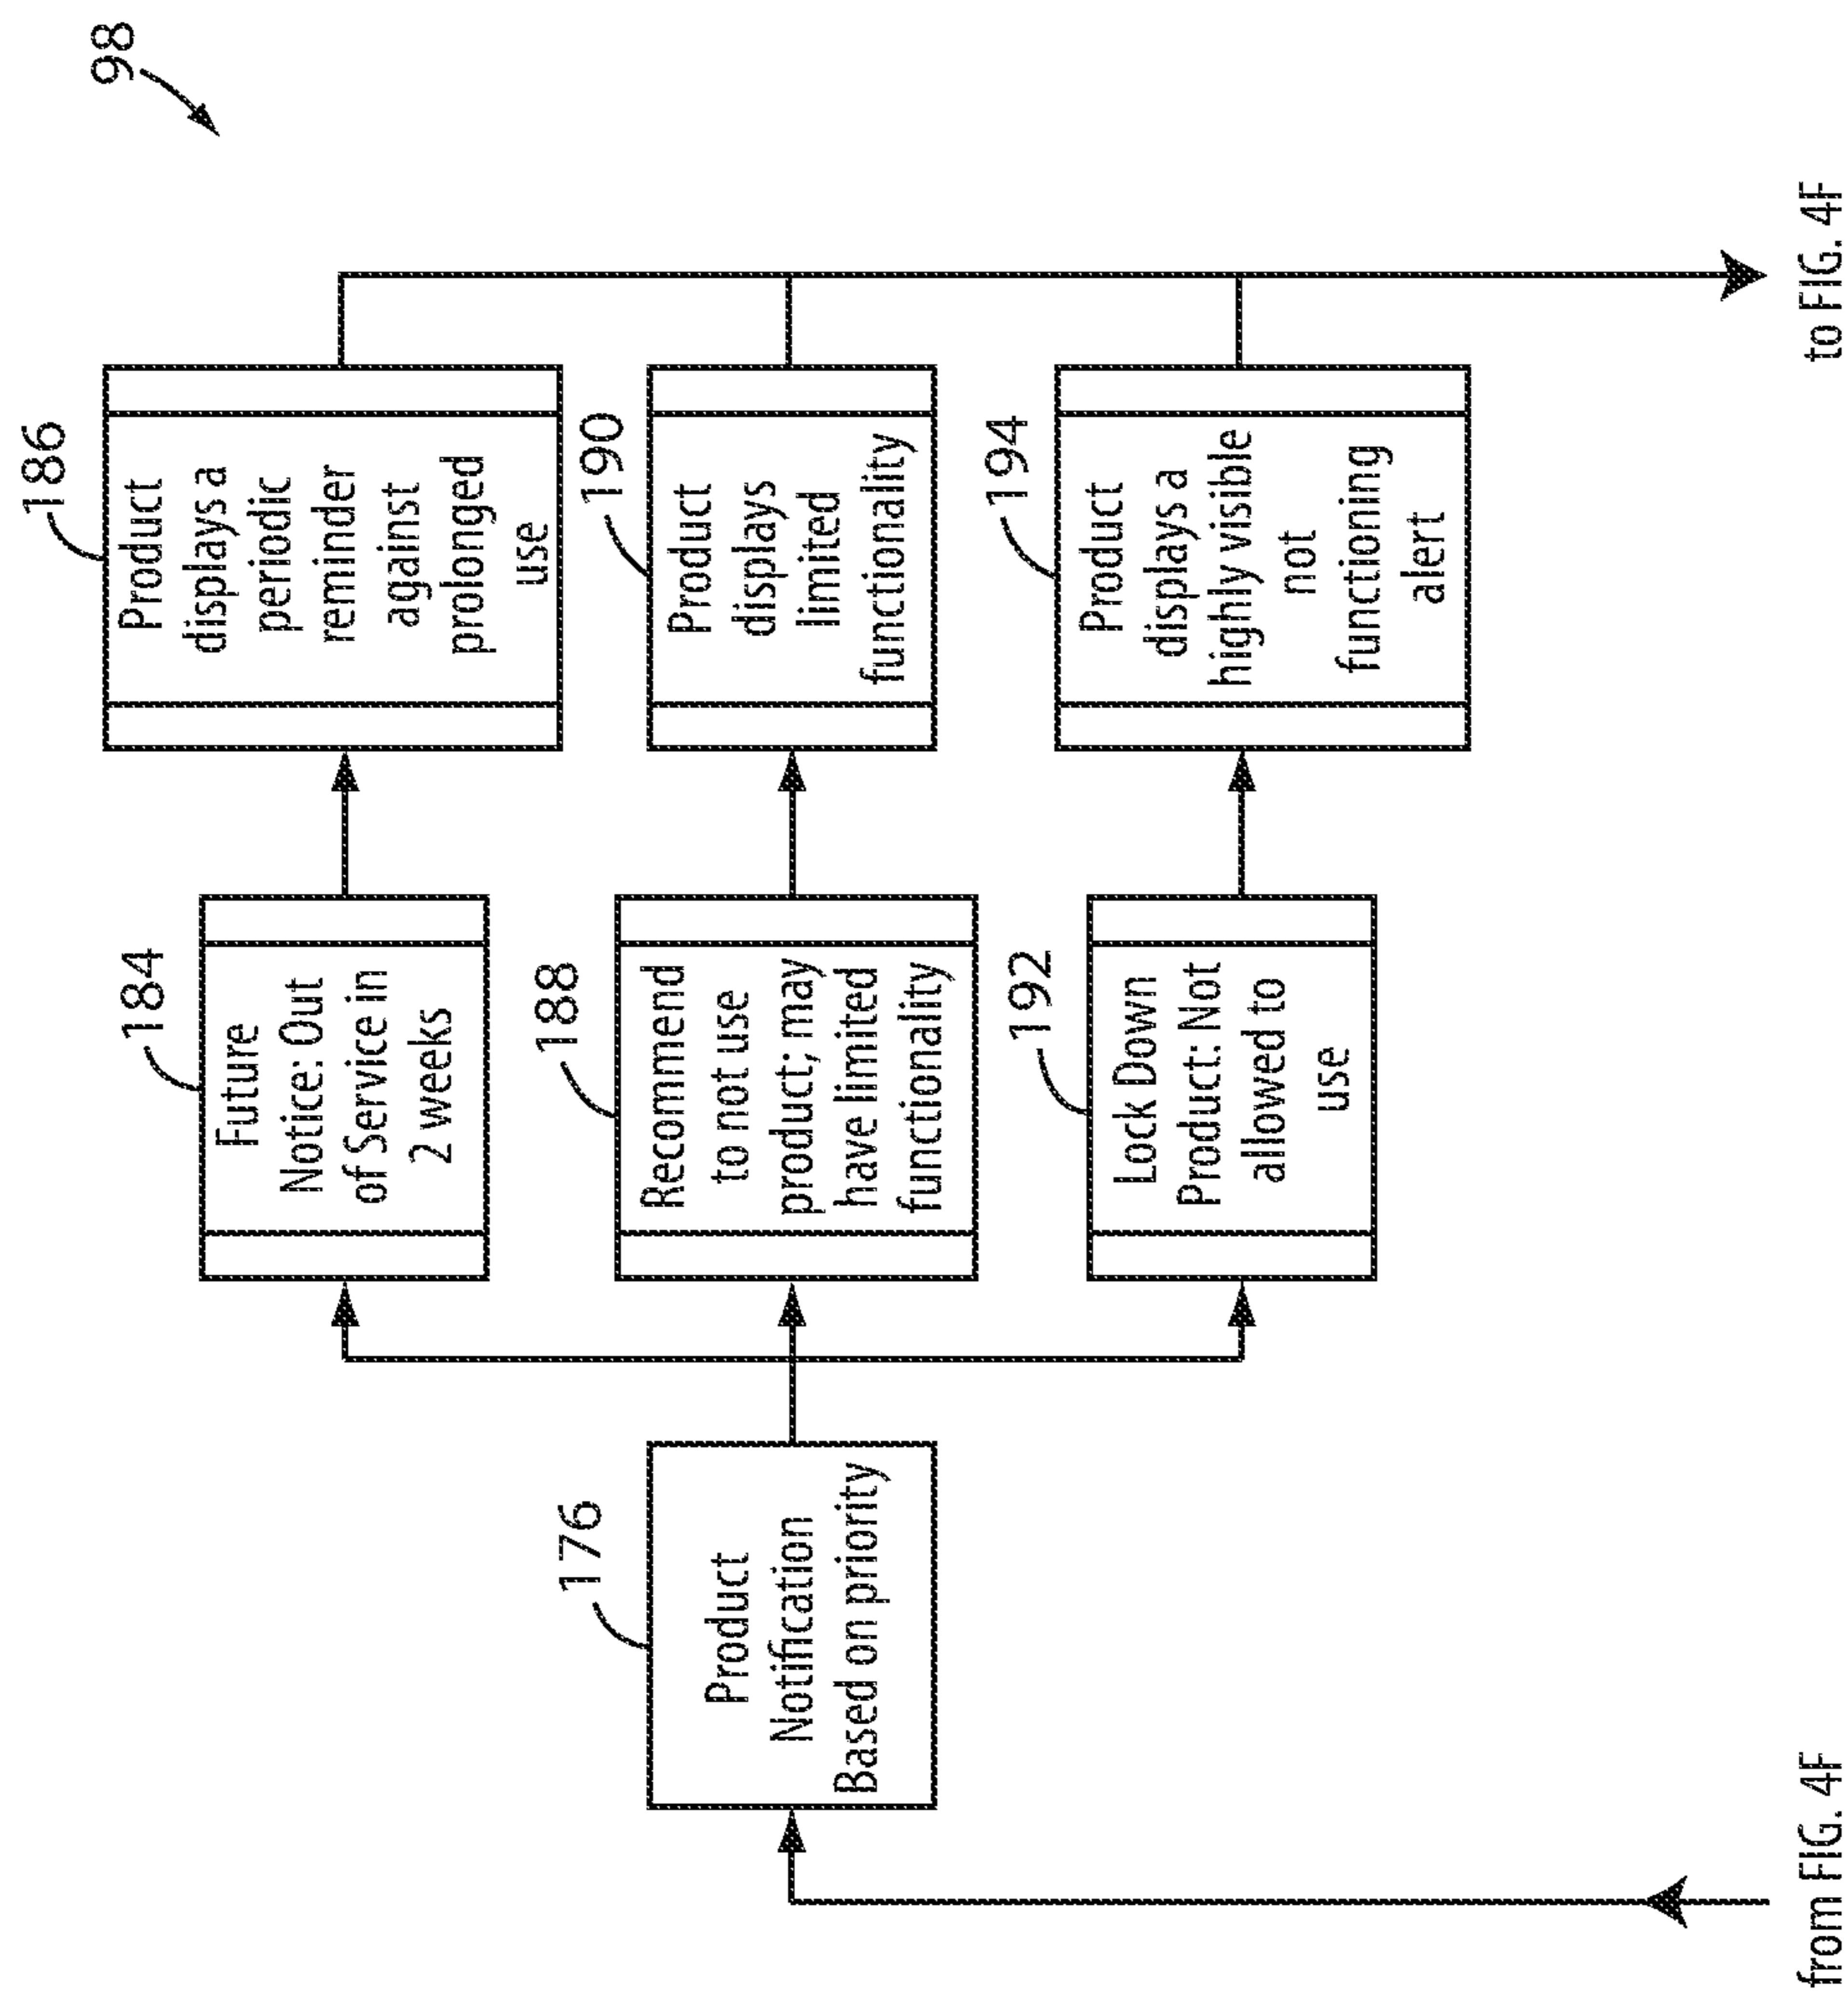 98
176
Product
Notification
Based on priority
184
Future
Notice: Out
of Service in
2 weeks
186
Product
displays a
periodic
reminder
against
prolonged
use
188
Recommend
to not use
product; may
have limited
functionality
190
Product
displays
limited
functionality
192
Lock Down
Product: Not
allowed to
use
194
Product
displays a
highly visible
not
functioning
alert
from FIG. 4F
to FIG. 4F